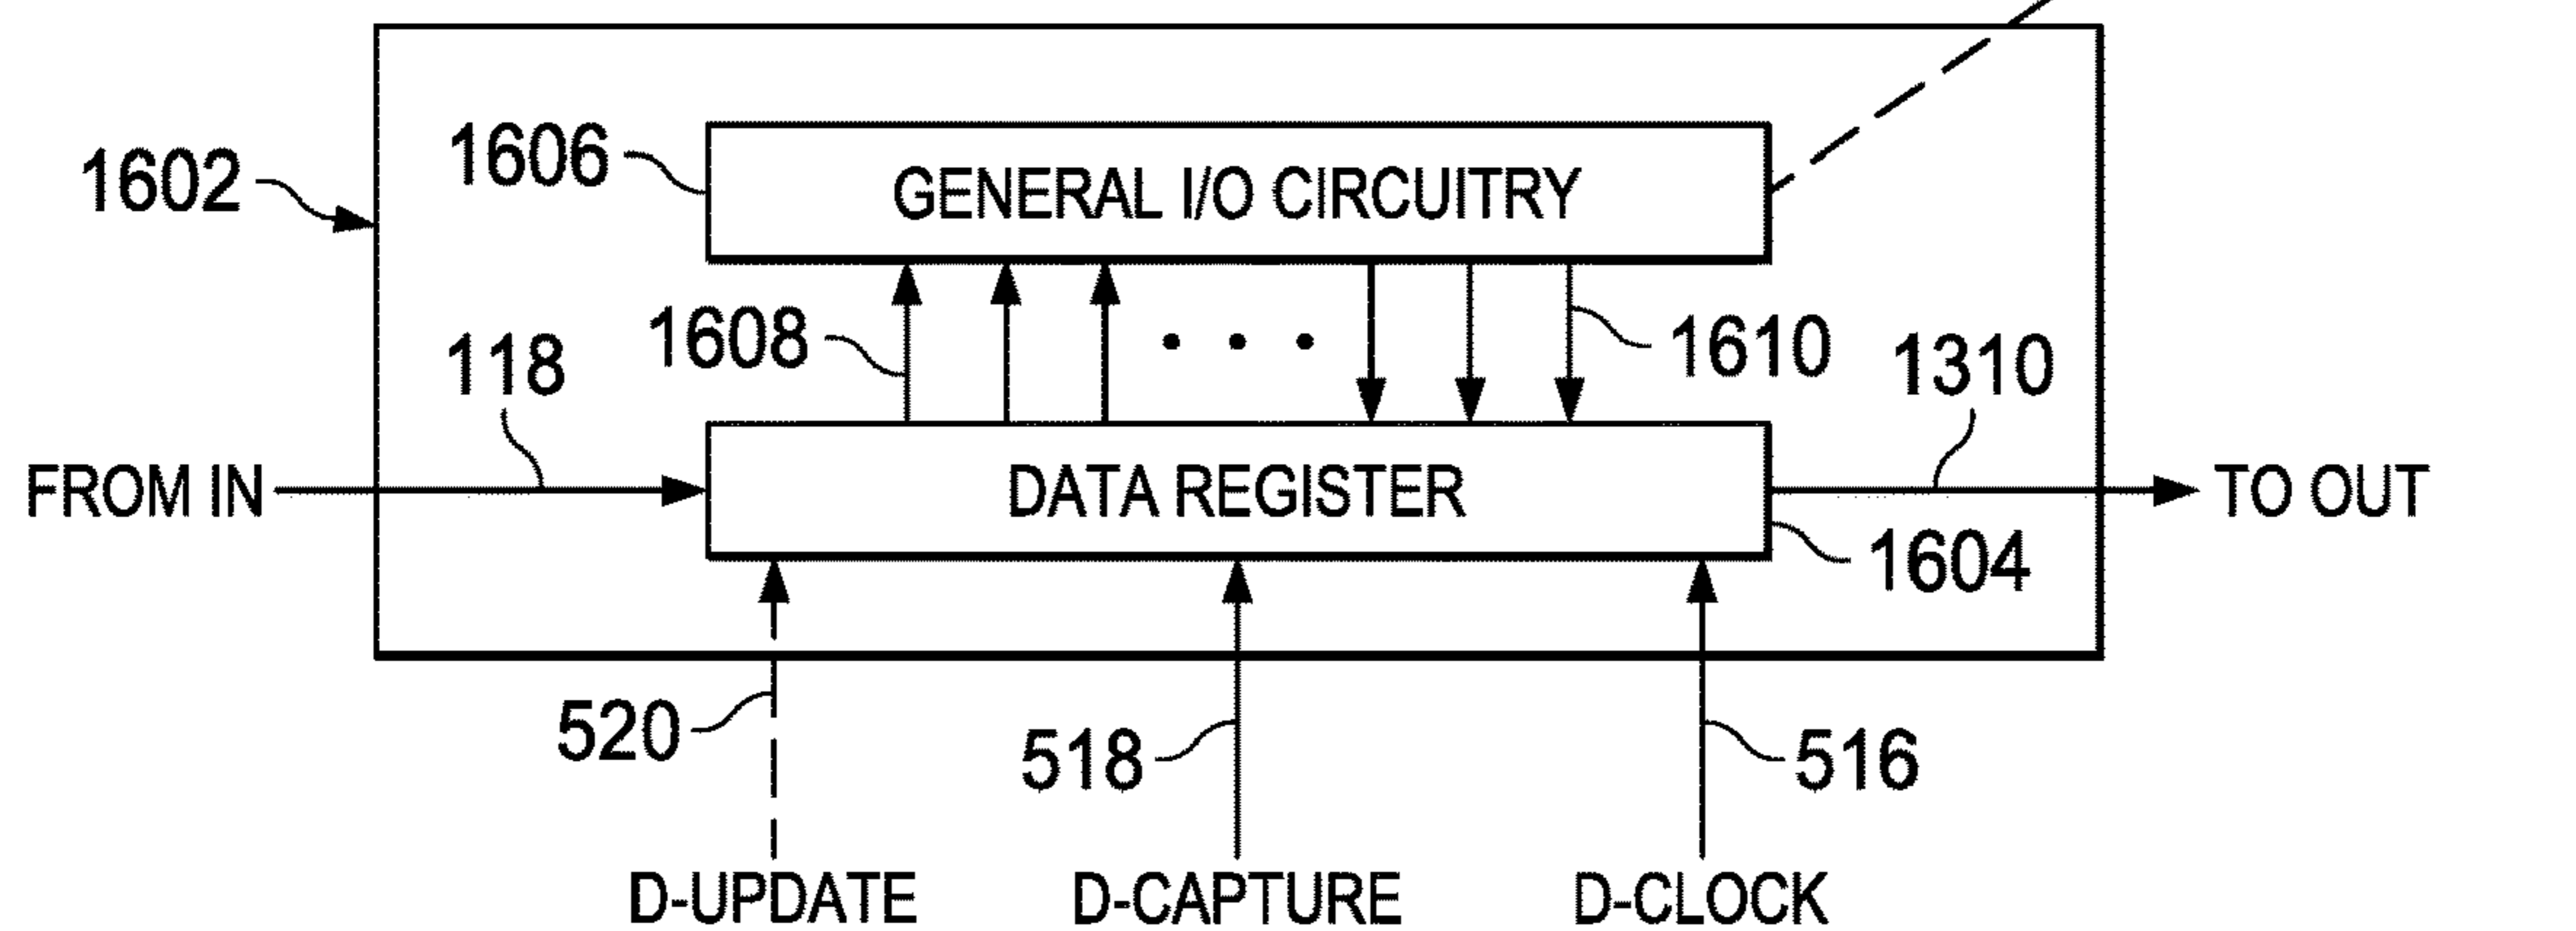 1602
1606
GENERAL I/O CIRCUITRY
1608
1610
118
1310
FROM IN
DATA REGISTER
TO OUT
1604
520
518
516
D-UPDATE
D-CAPTURE
D-CLOCK